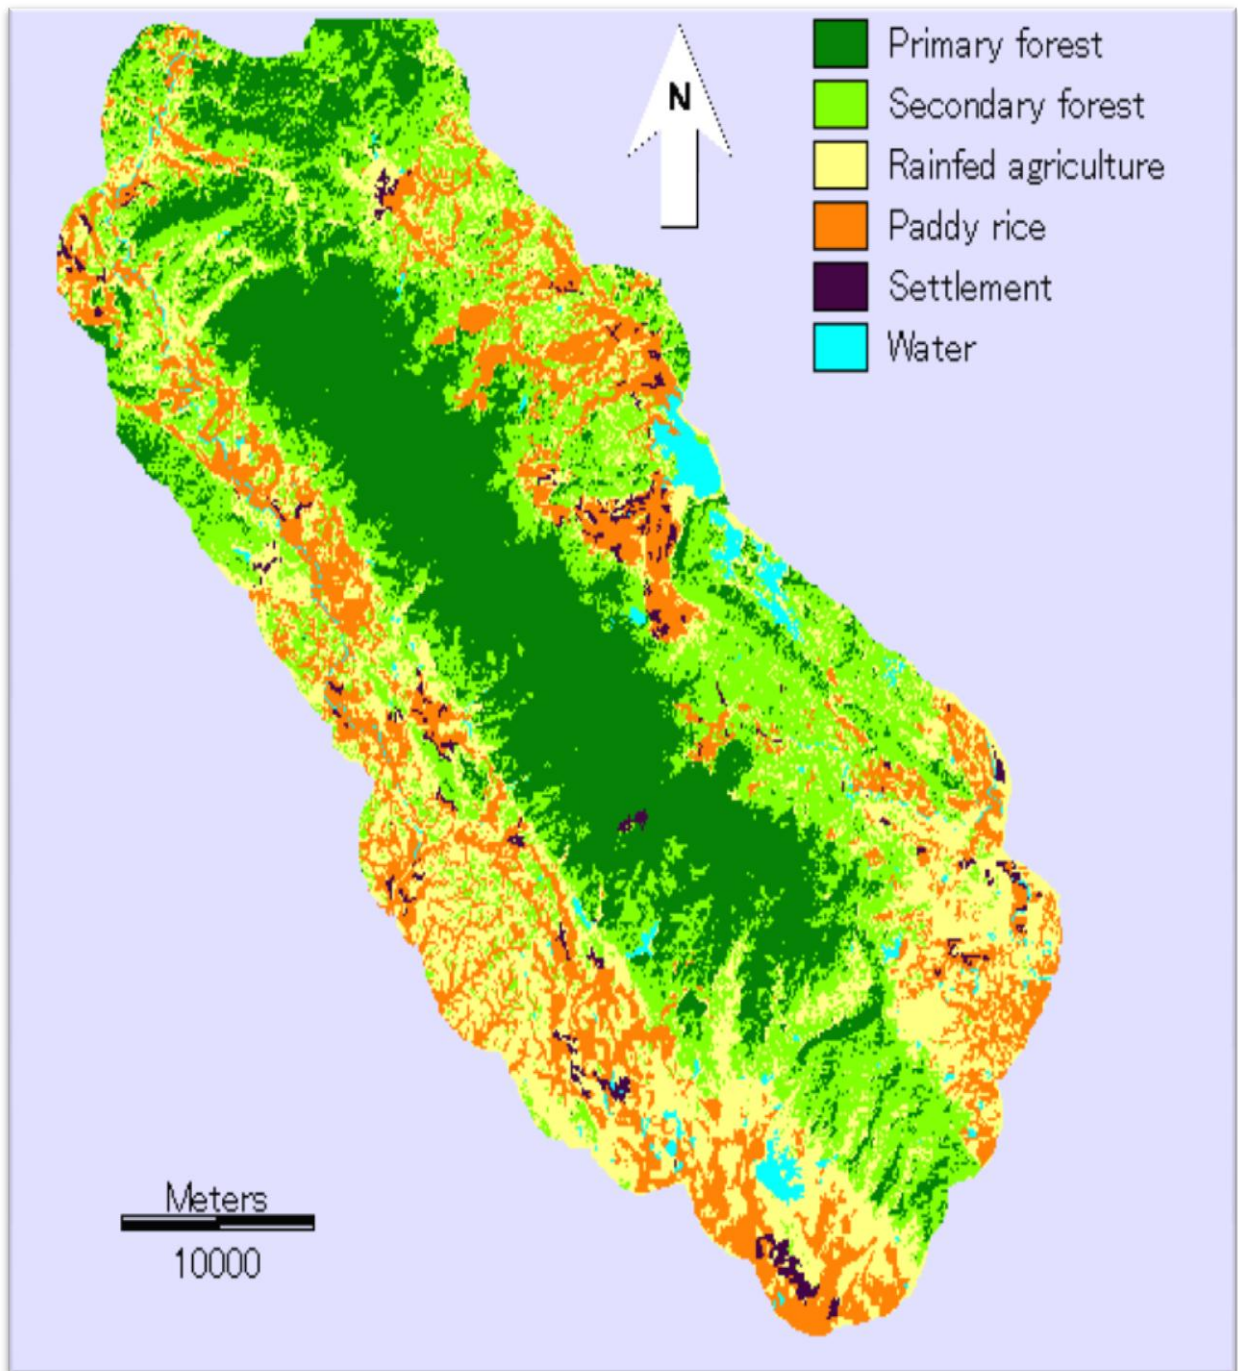 N
Primary forest
Secondary forest
Rainfed agriculture
Paddy rice
Settlement
Water
Meters
10000